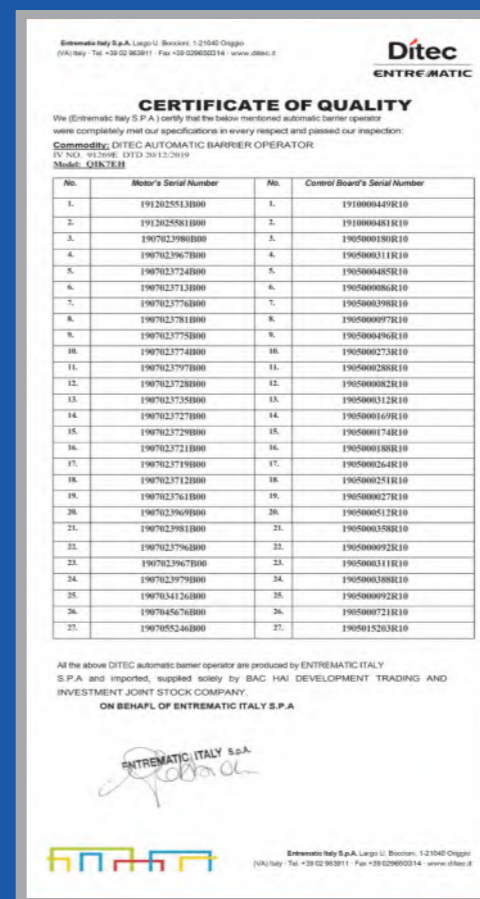 Entrematic Italy S.p.A. Largo U. Boccioni, 1-21040 Origgio
(VA) Italy · Tel. +39 02 963911 · Fax +39 029650314 · www.ditec.it
Ditec
ENTREMATIC
CERTIFICATE OF QUALITY
We (Entrematic Italy S.P.A ) certify that the below mentioned automatic barrier operator
were completely met our specifications in every respect and passed our inspection:
Commodity: DITEC AUTOMATIC BARRIER OPERATOR
IV NO. 91269E DTD 20/12/2019
Model: QIK7EH
No. Motor's Serial Number No. Control Board's Serial Number
1. 1912025513B00 1. 1910000449R10
2. 1912025581B00 2. 1910000481R10
3. 1907023980B00 3. 1905000180R10
4. 1907023967B00 4. 1905000311R10
5. 1907023724B00 5. 1905000485R10
6. 1907023713B00 6. 1905000086R10
7. 1907023776B00 7. 1905000398R10
8. 1907023781B00 8. 1905000097R10
9. 1907023775B00 9. 1905000496R10
10. 1907023774B00 10. 1905000273R10
11. 1907023797B00 11. 1905000288R10
12. 1907023728B00 12. 1905000082R10
13. 1907023735B00 13. 1905000312R10
14. 1907023727B00 14. 1905000169R10
15. 1907023729B00 15. 1905000174R10
16. 1907023721B00 16. 1905000188R10
17. 1907023719B00 17. 1905000264R10
18. 1907023712B00 18. 1905000251R10
19. 1907023761B00 19. 1905000027R10
20. 1907023969B00 20. 1905000512R10
21. 1907023981B00 21. 1905000358R10
22. 1907023796B00 22. 1905000092R10
23. 1907023967B00 23. 1905000311R10
24. 1907023979B00 24. 1905000388R10
25. 1907034126B00 25. 1905000092R10
26. 1907045676B00 26. 1905000721R10
27. 1907055246B00 27. 1905015203R10
All the above DITEC automatic barrier operator are produced by ENTREMATIC ITALY
S.P.A and imported, supplied solely by BAC HAI DEVELOPMENT TRADING AND
INVESTMENT JOINT STOCK COMPANY.
ON BEHAFL OF ENTREMATIC ITALY S.P.A
ENTREMATIC ITALY S.p.A.
Entrematic Italy S.p.A. Largo U. Boccioni, 1-21040 Origgio
(VA) Italy · Tel. +39 02 963911 · Fax +39 029650314 · www.ditec.it